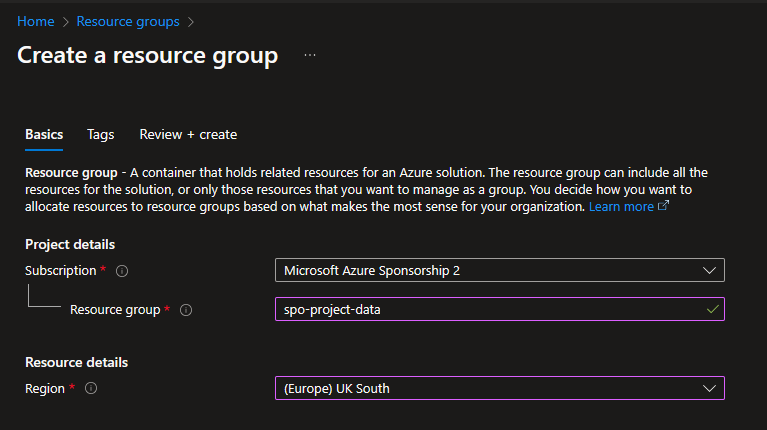 Home > Resource groups >
Create a resource group ...
Basics Tags Review + create
Resource group - A container that holds related resources for an Azure solution. The resource group can include all the
resources for the solution, or only those resources that you want to manage as a group. You decide how you want to
allocate resources to resource groups based on what makes the most sense for your organization. Learn more
Project details
Subscription * Microsoft Azure Sponsorship 2
Resource group * spo-project-data
Resource details
Region * (Europe) UK South